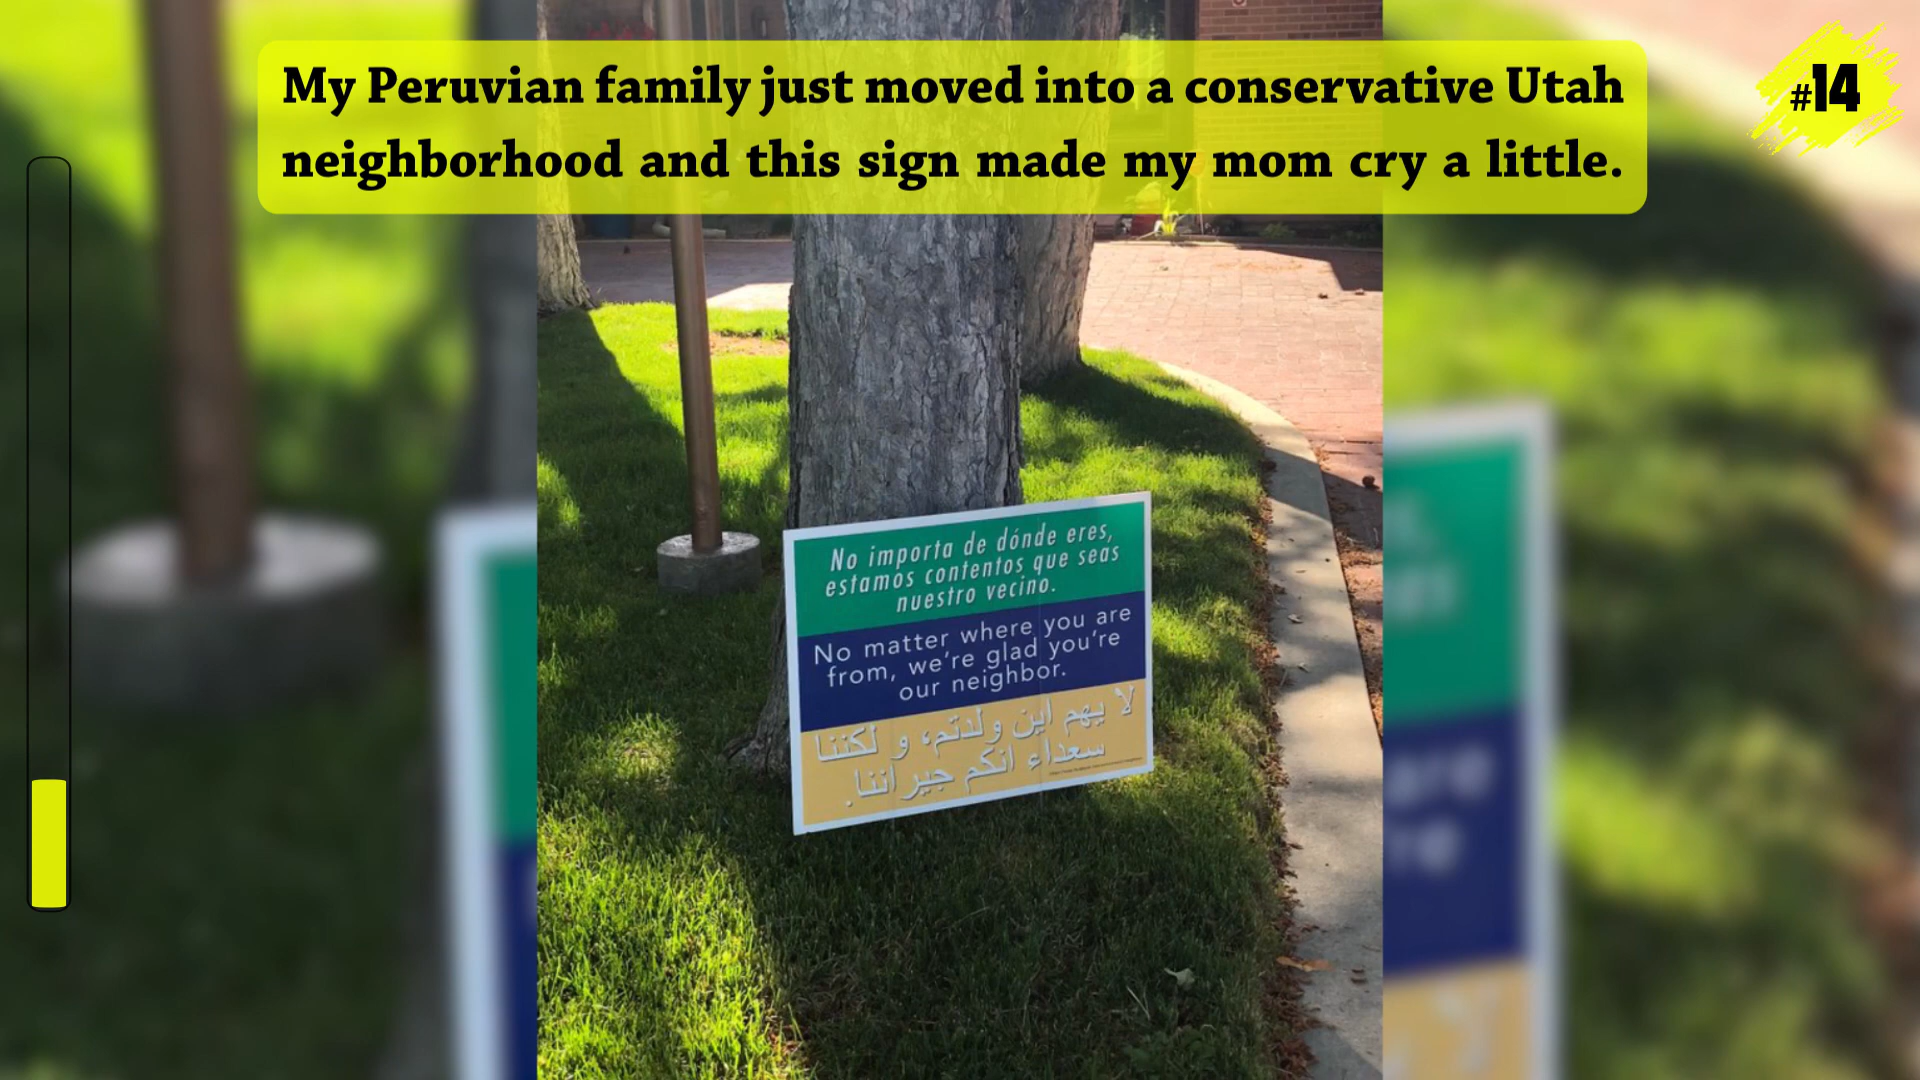 My Peruvian family just moved into a conservative Utah
neighborhood and this sign made my mom cry a little.
#14
No importa de dónde eres,
estamos contentos que seas
nuestro vecino.
No matter where you are
from, we're glad you're
our neighbor.
لا يهم اين ولدتم، و لكننا
سعداء انكم جيراننا.